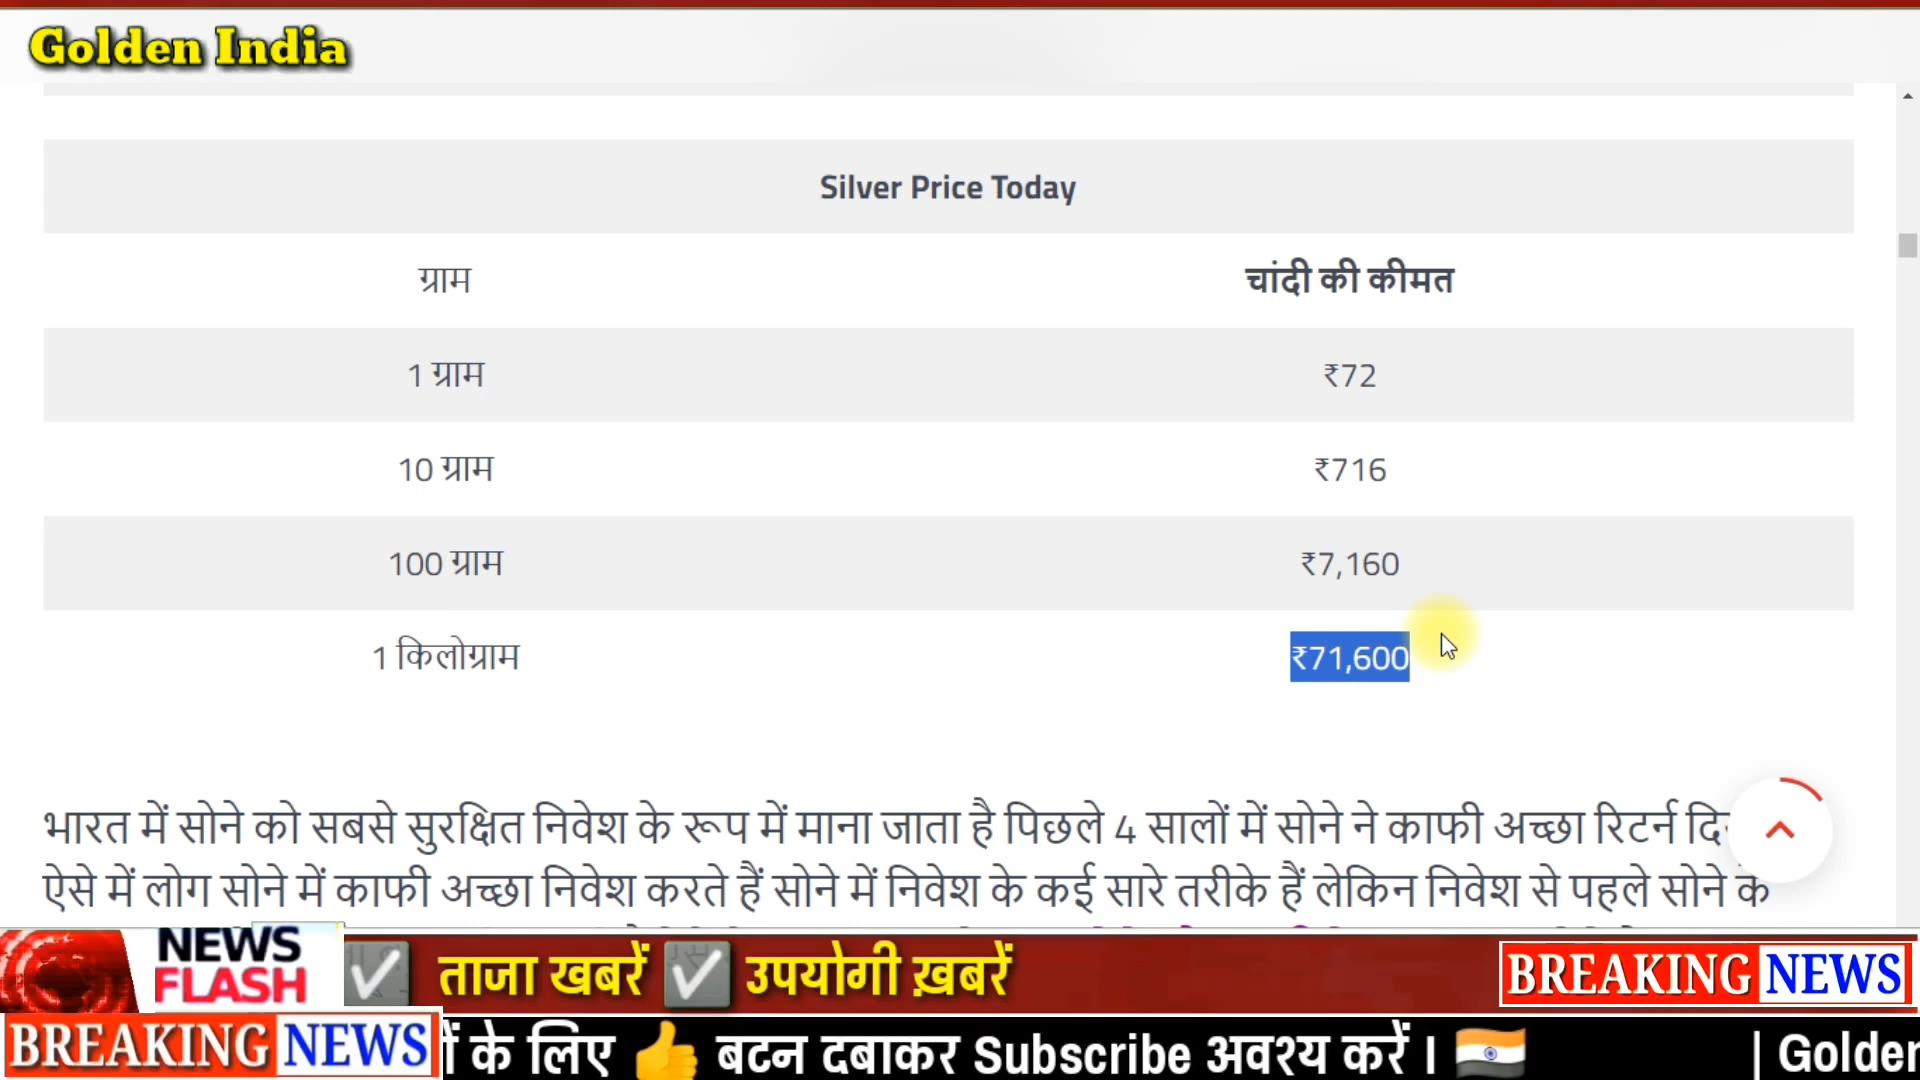 Golden India
Silver Price Today
ग्राम चांदी की कीमत
1 ग्राम ₹72
10 ग्राम ₹716
100 ग्राम ₹7,160
1 किलोग्राम ₹71,600
भारत में सोने को सबसे सुरक्षित निवेश के रूप में माना जाता है पिछले 4 सालों में सोने ने काफी अच्छा रिटर्न
ऐसे में लोग सोने में काफी अच्छा निवेश करते हैं सोने में निवेश के कई सारे तरीके हैं लेकिन निवेश से पहले सोने के
NEWS
FLASH
ताजा खबरें उपयोगी ख़बरें
BREAKING NEWS
BREAKING NEWS
के लिए 👍 बटन दबाकर Subscribe अवश्य करें । 🇮🇳 | Golden